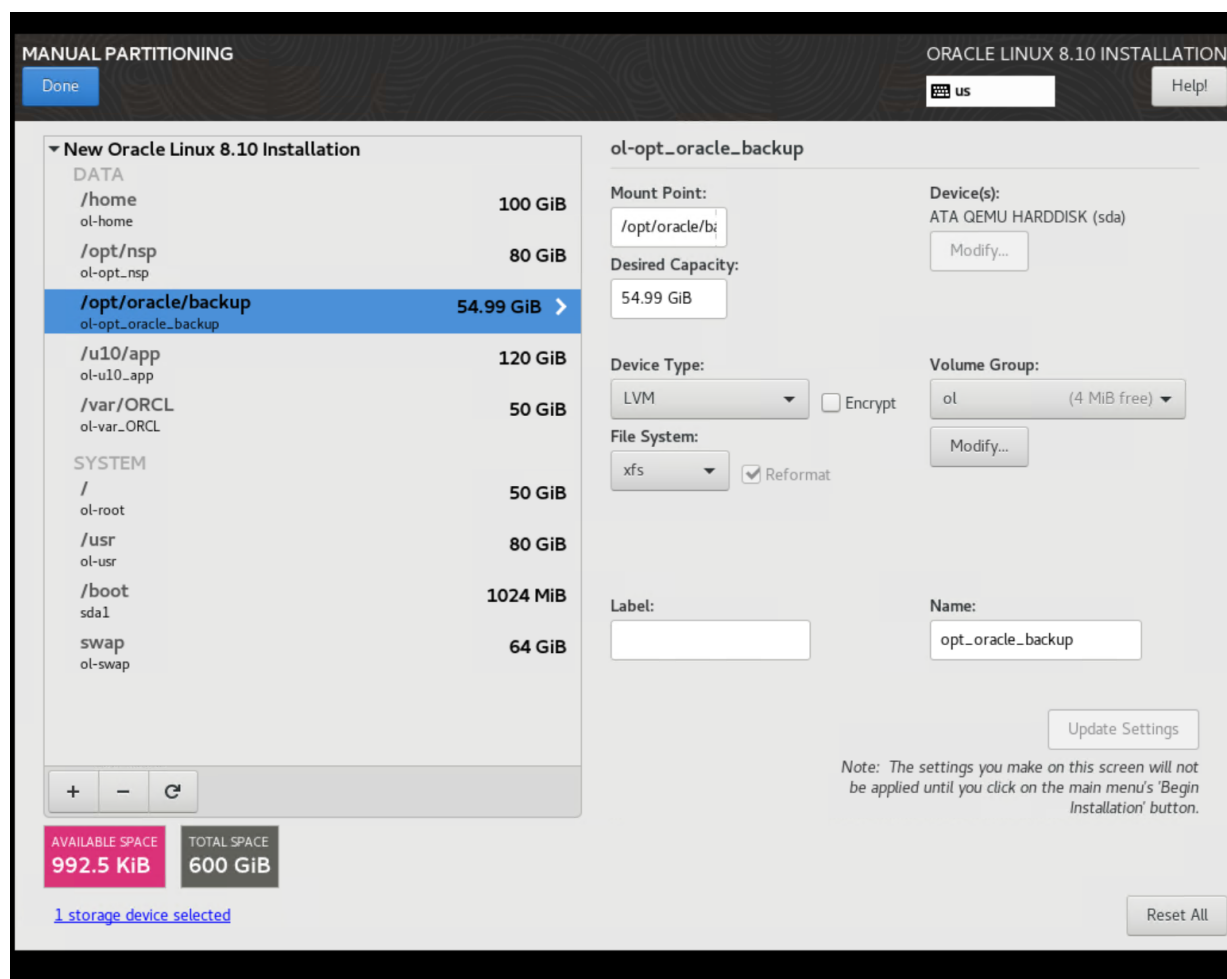 MANUAL PARTITIONING
ORACLE LINUX 8.10 INSTALLATION
Done
us
Help!
New Oracle Linux 8.10 Installation
DATA
/home
100 GiB
ol-home
/opt/nsp
80 GiB
ol-opt_nsp
/opt/oracle/backup
54.99 GiB
ol-opt_oracle_backup
/u10/app
120 GiB
ol-u10_app
/var/ORCL
50 GiB
ol-var_ORCL
SYSTEM
/
50 GiB
ol-root
/usr
80 GiB
ol-usr
/boot
1024 MiB
sda1
swap
64 GiB
ol-swap
+ −
AVAILABLE SPACE
992.5 KiB
TOTAL SPACE
600 GiB
1 storage device selected
ol-opt_oracle_backup
Mount Point:
/opt/oracle/ba
Device(s):
ATA QEMU HARDDISK (sda)
Modify...
Desired Capacity:
54.99 GiB
Device Type:
LVM
Encrypt
Volume Group:
ol (4 MiB free)
Modify...
File System:
xfs
Reformat
Label:
Name:
opt_oracle_backup
Update Settings
Note: The settings you make on this screen will not
be applied until you click on the main menu's 'Begin
Installation' button.
Reset All